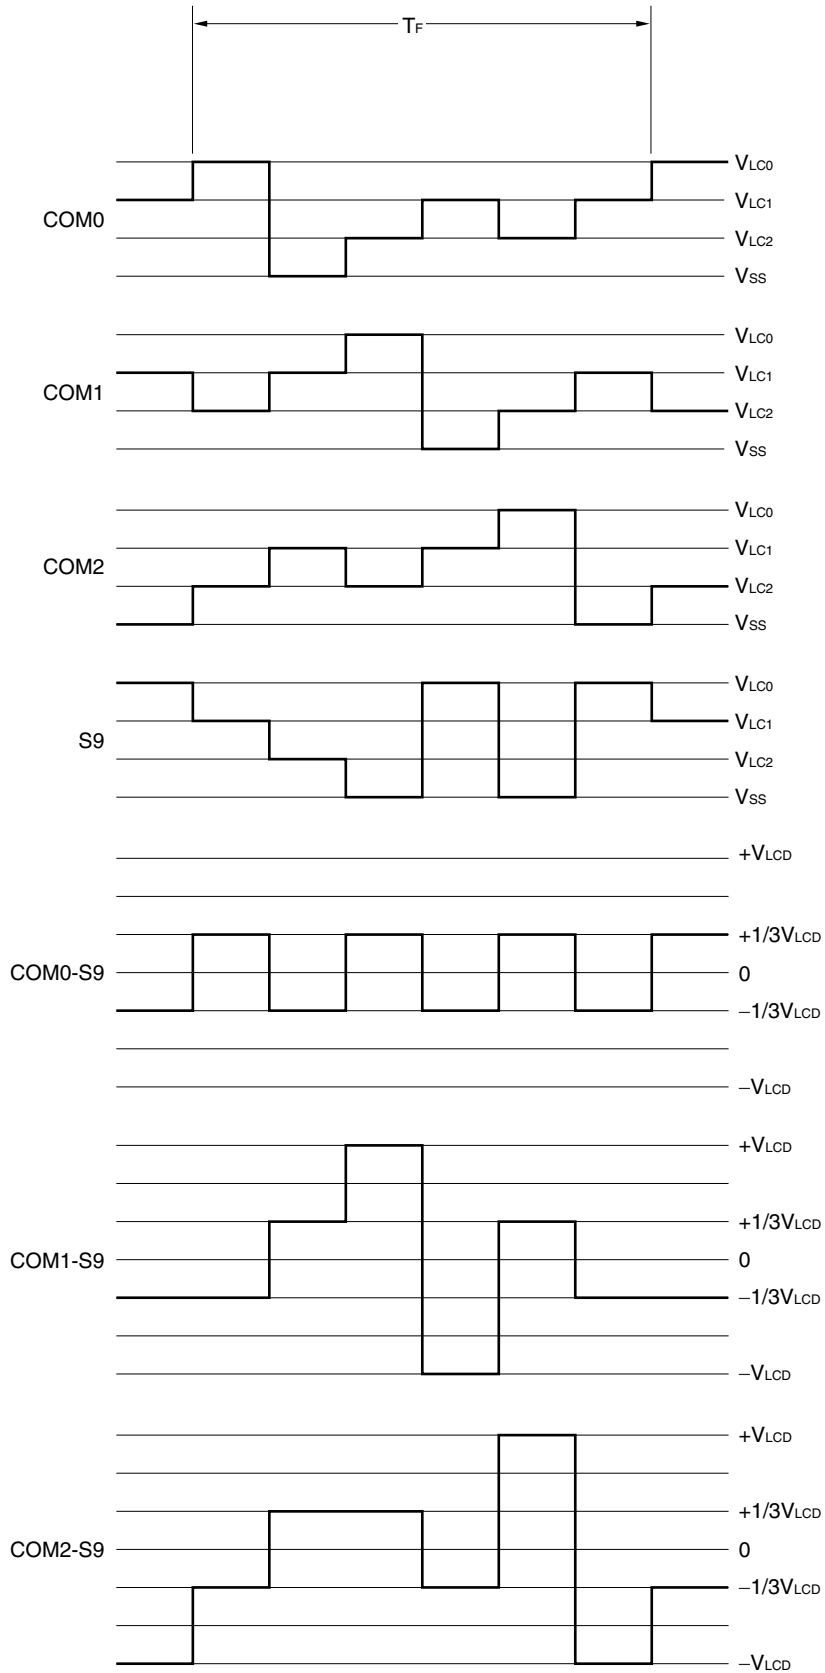 TF
COM0
VLC0
VLC1
VLC2
VSS
COM1
VLC0
VLC1
VLC2
VSS
COM2
VLC0
VLC1
VLC2
VSS
S9
VLC0
VLC1
VLC2
VSS
COM0-S9
+VLCD
+1/3VLCD
0
−1/3VLCD
−VLCD
COM1-S9
+VLCD
+1/3VLCD
0
−1/3VLCD
−VLCD
COM2-S9
+VLCD
+1/3VLCD
0
−1/3VLCD
−VLCD